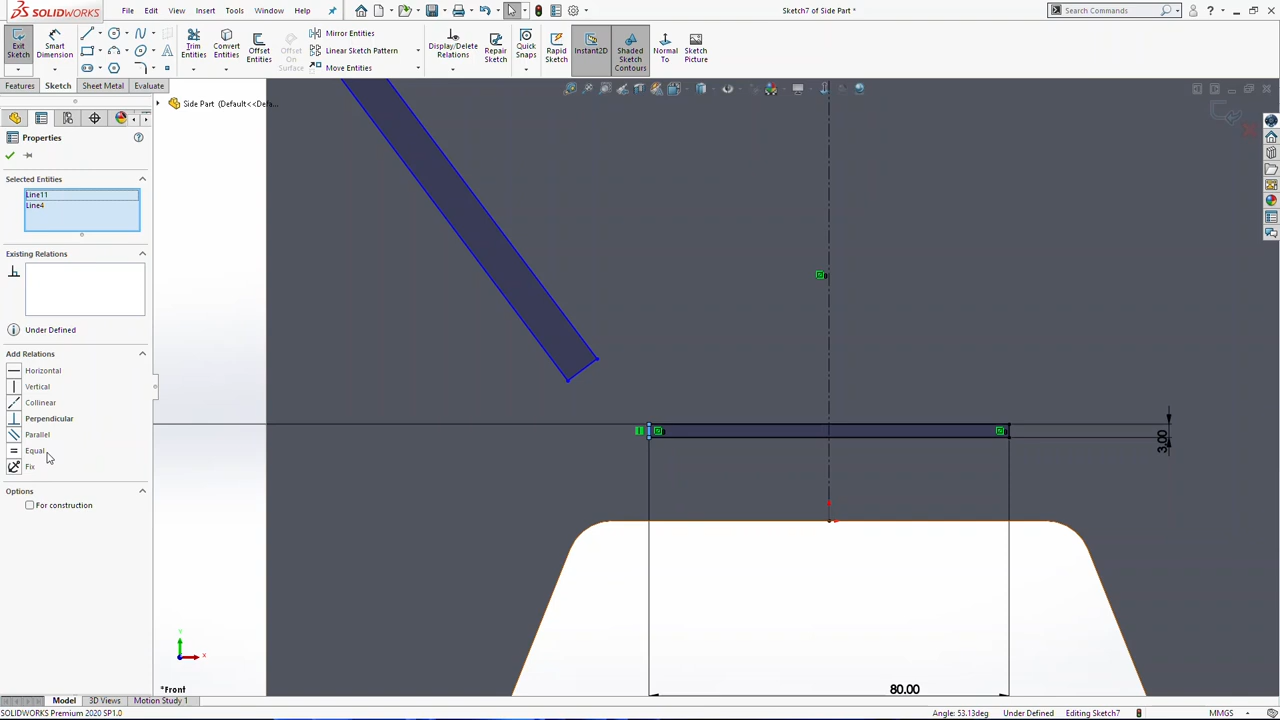 SOLIDWORKS File Edit View Insert Tools Window Help Sketch7 of Side Part * Search Commands
Exit Sketch
Smart Dimension
Trim Entities
Convert Entities
Offset Entities
Offset On Surface
Mirror Entities
Linear Sketch Pattern
Move Entities
Display/Delete Relations
Repair Sketch
Quick Snaps
Rapid Sketch
Instant2D
Shaded Sketch Contours
Normal To
Sketch Picture
Features Sketch Sheet Metal Evaluate
Side Part (Default<<Defa...
Properties
Selected Entities
Line11
Line4
Existing Relations
Under Defined
Add Relations
Horizontal
Vertical
Collinear
Perpendicular
Parallel
Equal
Fix
Options
For construction
3.00
80.00
Y
X
*Front
Model 3D Views Motion Study 1
SOLIDWORKS Premium 2020 SP1.0 Angle: 53.13deg Under Defined Editing Sketch7 MMGS